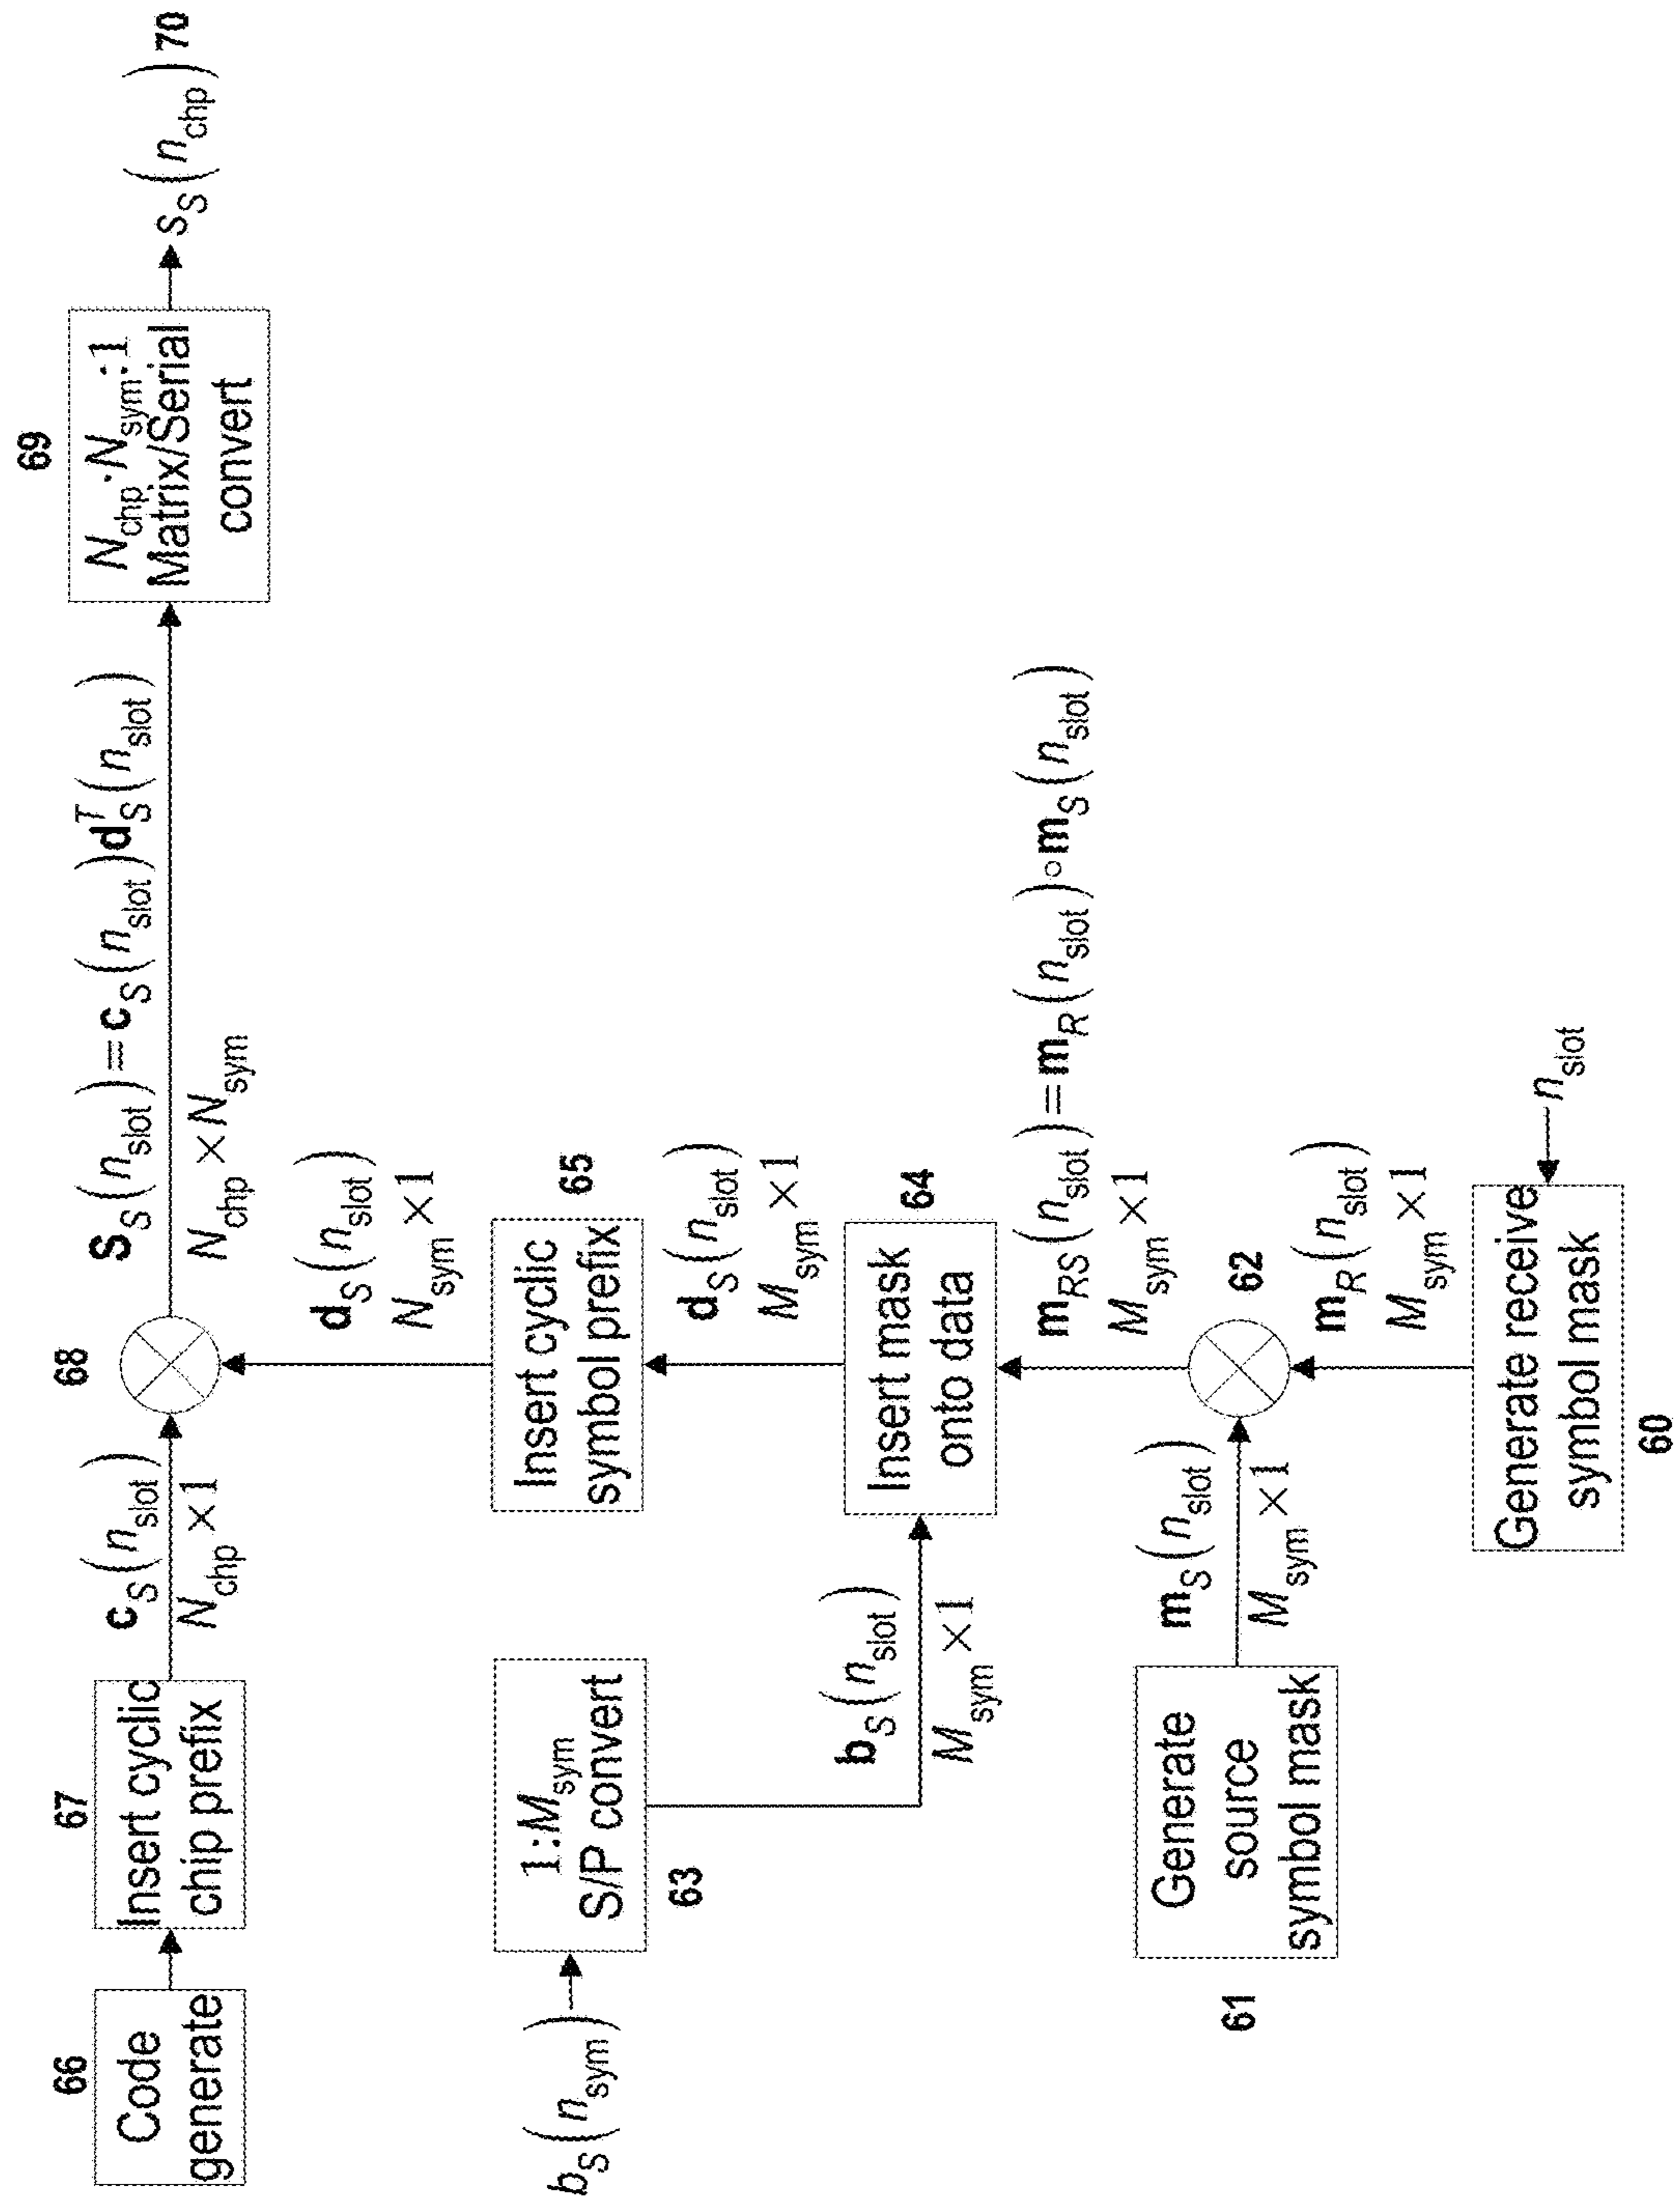 66
Code
generate
67
Insert cyclic
chip prefix
c_S(n_slot)
N_chp×1
68
S_S(n_slot)=c_S(n_slot)d_S^T(n_slot)
N_chp×N_sym
69
N_chp·N_sym:1
Matrix/Serial
convert
s_S(n_chp) 70
d_S(n_slot)
N_sym×1
b_S(n_sym)
1:M_sym
S/P convert
63
Insert cyclic
symbol prefix
65
d_S(n_slot)
M_sym×1
b_S(n_slot)
M_sym×1
Insert mask
onto data
64
m_RS(n_slot)=m_R(n_slot)∘m_S(n_slot)
M_sym×1
61
Generate
source
symbol mask
m_S(n_slot)
M_sym×1
62
m_R(n_slot)
M_sym×1
Generate receive
symbol mask
60
n_slot